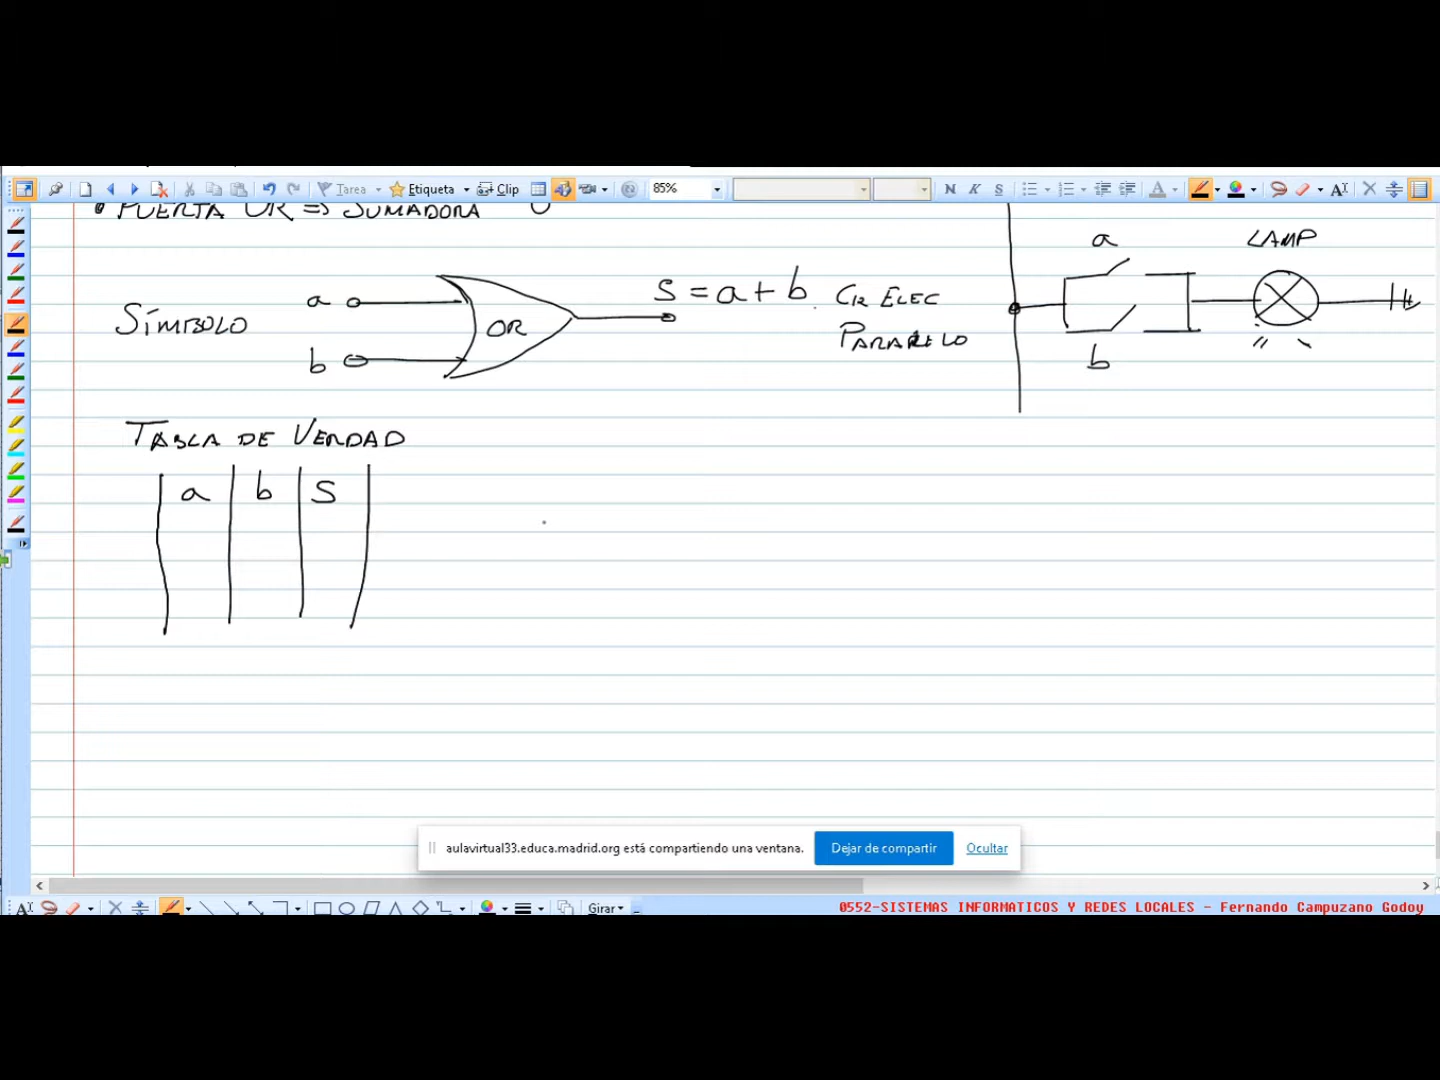 Tarea
Etiqueta
Clip
85%
N K S
A
PUERTA OR => SUMADORA
a
LAMP
SÍMBOLO
a
OR
S = a + b
CIR ELEC
PARARELO
b
b
TABLA DE VERDAD
a b S
aulavirtual33.educa.madrid.org está compartiendo una ventana.
Dejar de compartir
Ocultar
Girar
0552-SISTEMAS INFORMATICOS Y REDES LOCALES - Fernando Campuzano Godoy